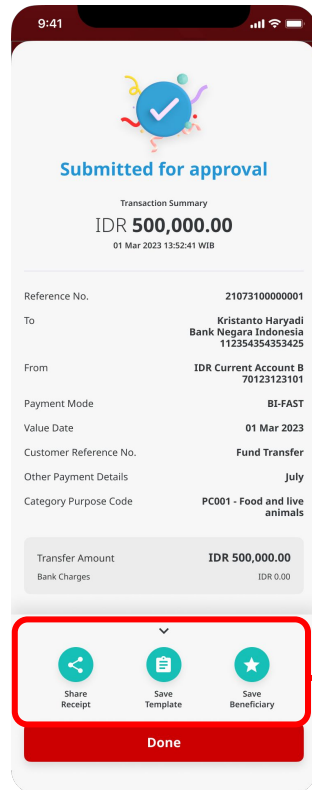 9:41
Submitted for approval
Transaction Summary
IDR 500,000.00
01 Mar 2023 13:52:41 WIB
Reference No. 21073100000001
To Kristanto Haryadi
Bank Negara Indonesia
112354354353425
From IDR Current Account B
70123123101
Payment Mode BI-FAST
Value Date 01 Mar 2023
Customer Reference No. Fund Transfer
Other Payment Details July
Category Purpose Code PC001 - Food and live
animals
Transfer Amount IDR 500,000.00
Bank Charges IDR 0.00
Share Receipt
Save Template
Save Beneficiary
Done